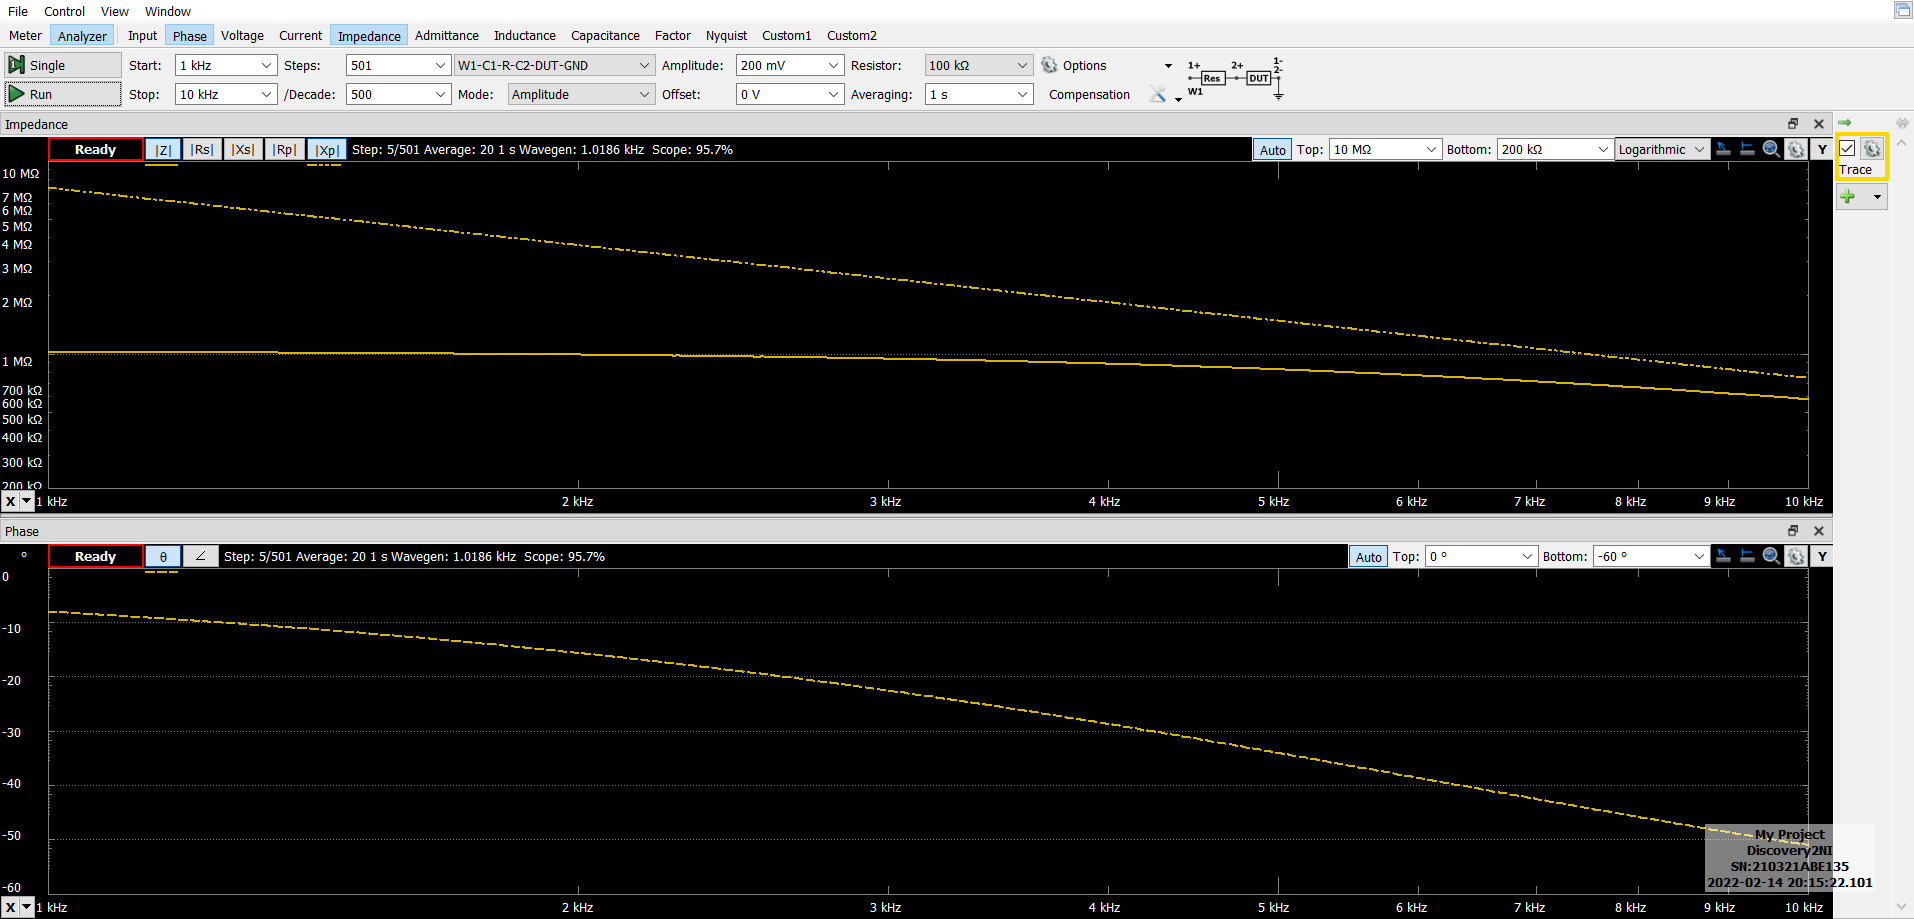 File Control View Window
Meter Analyzer Input Phase Voltage Current Impedance Admittance Inductance Capacitance Factor Nyquist Custom1 Custom2
Single Start: 1 kHz Steps: 501 W1-C1-R-C2-DUT-GND Amplitude: 200 mV Resistor: 100 kΩ Options
Run Stop: 10 kHz /Decade: 500 Mode: Amplitude Offset: 0 V Averaging: 1 s Compensation
1+ 2+ 1-
2-
Res DUT
W1
Impedance
Ready |Z| |Rs| |Xs| |Rp| |Xp| Step: 5/501 Average: 20 1 s Wavegen: 1.0186 kHz Scope: 95.7% Auto Top: 10 MΩ Bottom: 200 kΩ Logarithmic Y
Trace
10 MΩ
7 MΩ
6 MΩ
5 MΩ
4 MΩ
3 MΩ
2 MΩ
1 MΩ
700 kΩ
600 kΩ
500 kΩ
400 kΩ
300 kΩ
200 kΩ
X 1 kHz 2 kHz 3 kHz 4 kHz 5 kHz 6 kHz 7 kHz 8 kHz 9 kHz 10 kHz
Phase
° Ready θ ∠ Step: 5/501 Average: 20 1 s Wavegen: 1.0186 kHz Scope: 95.7% Auto Top: 0 ° Bottom: -60 ° Y
0
-10
-20
-30
-40
-50
-60
My Project
Discovery2NI
SN:210321ABE135
2022-02-14 20:15:22.101
X 1 kHz 2 kHz 3 kHz 4 kHz 5 kHz 6 kHz 7 kHz 8 kHz 9 kHz 10 kHz